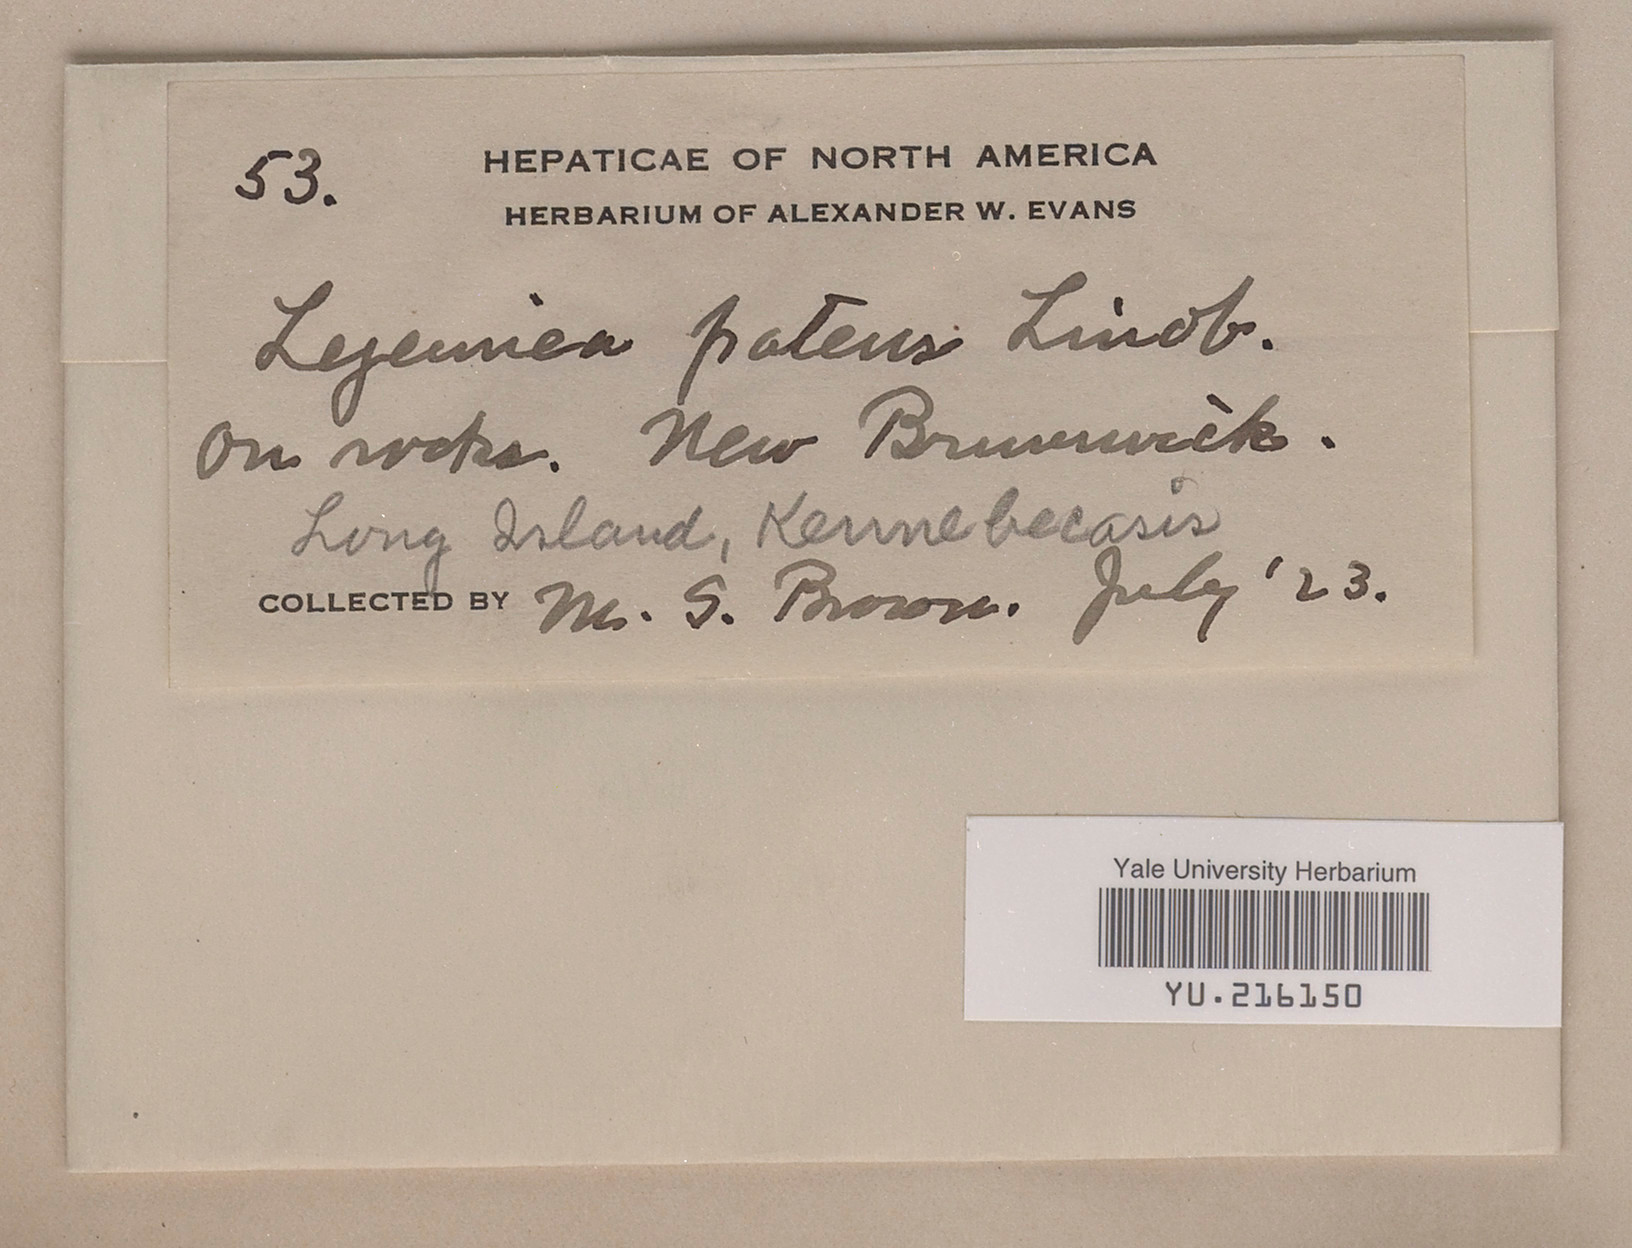 53.
HEPATICAE OF NORTH AMERICA
HERBARIUM OF ALEXANDER W. EVANS
Lejeunea patens Lindb.
On rocks. New Brunswick.
Long Island, Kennebecasis
COLLECTED BY M. S. Brown. July '23.
Yale University Herbarium
YU.216150